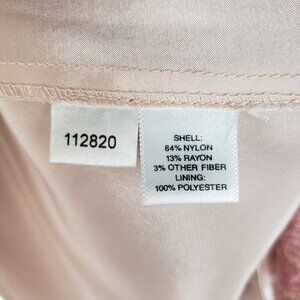 112820
SHELL:
84% NYLON
13% RAYON
3% OTHER FIBER
LINING:
100% POLYESTER